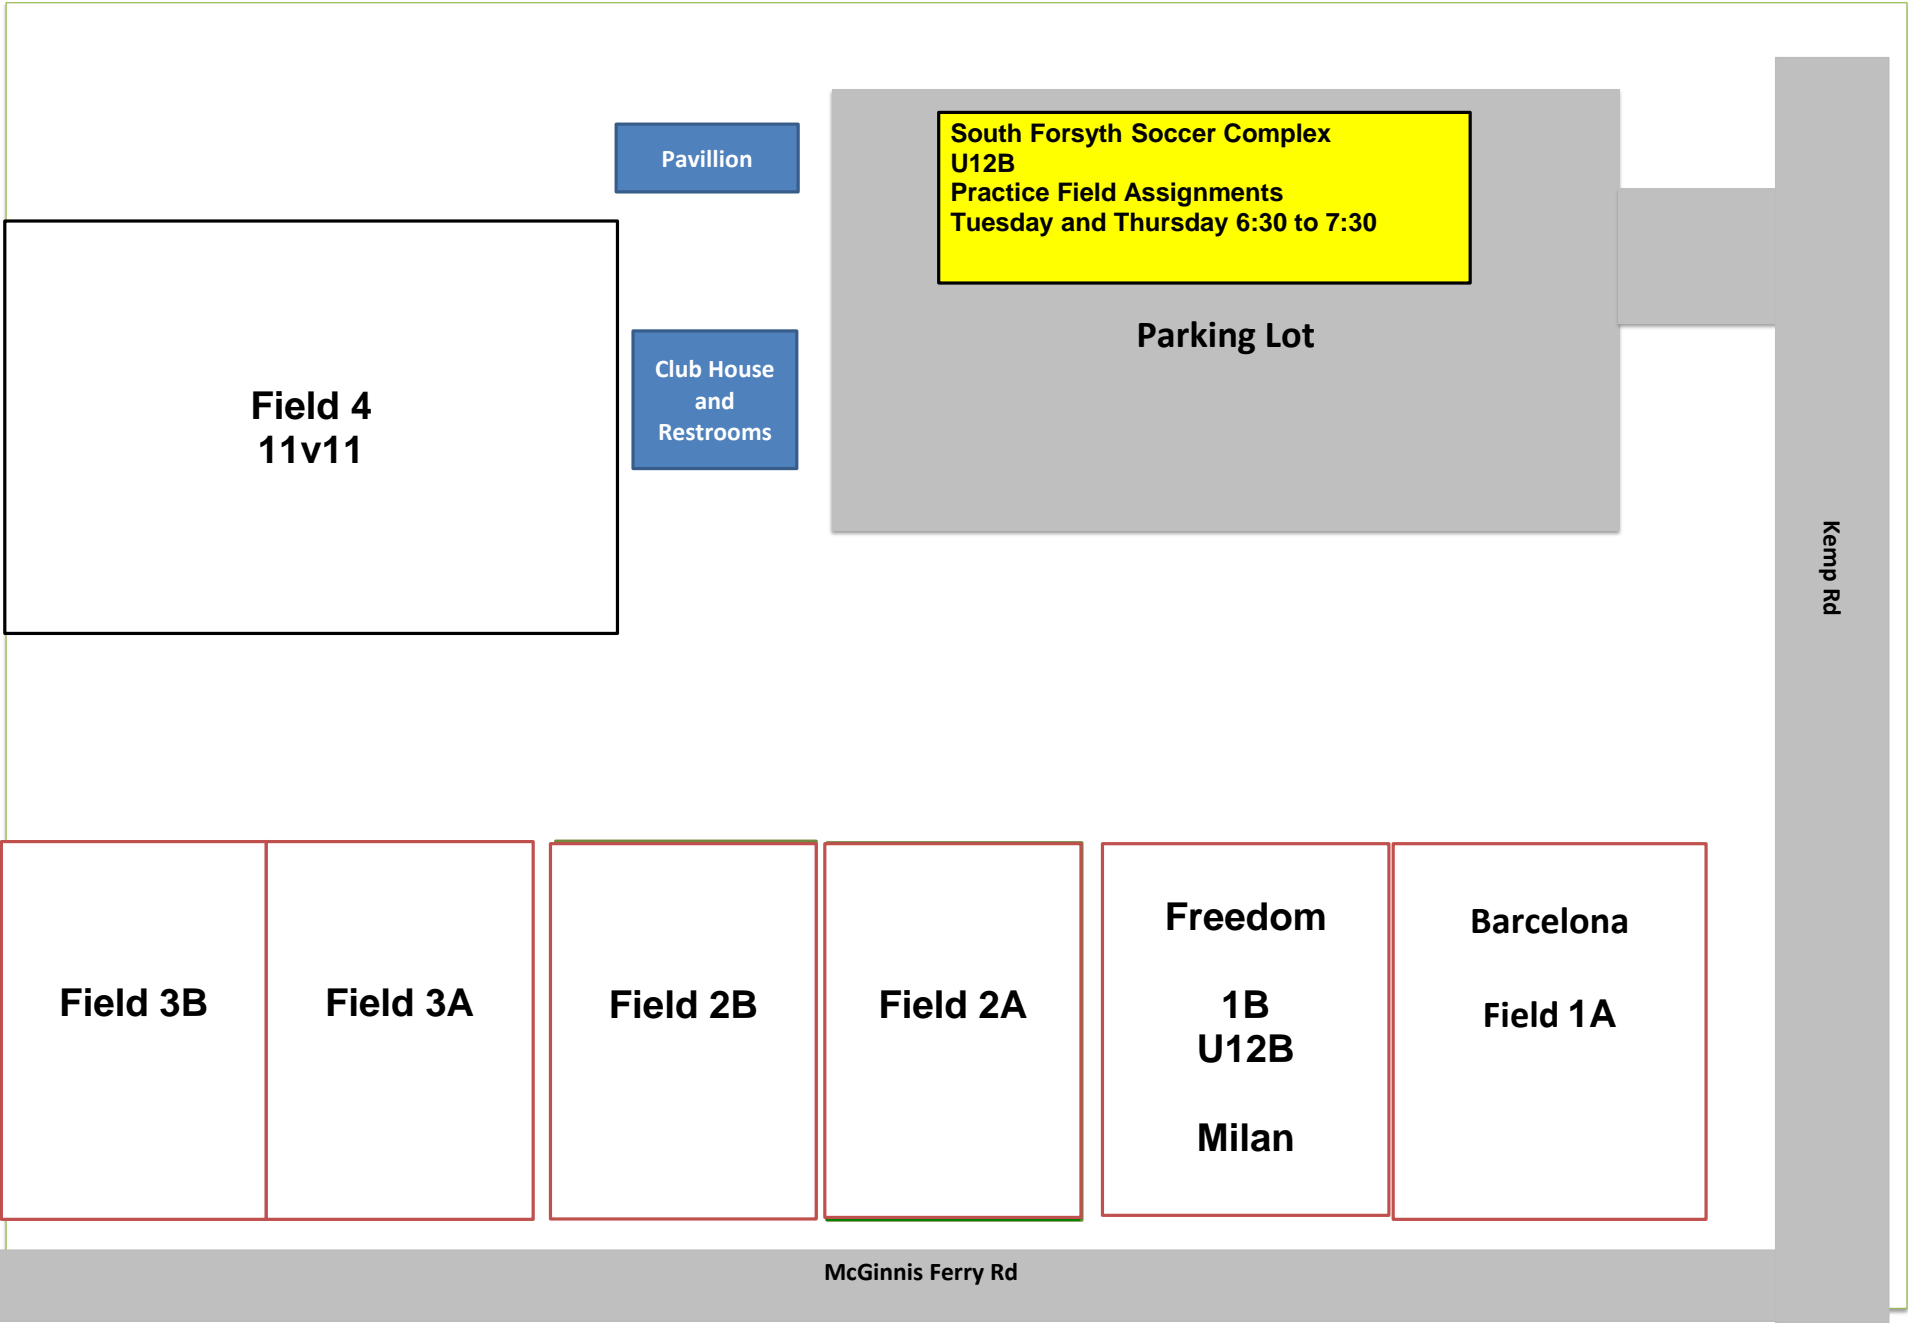 Pavillion
South Forsyth Soccer Complex
U12B
Practice Field Assignments
Tuesday and Thursday 6:30 to 7:30
Parking Lot
Club House
and
Restrooms
Field 4
11v11
Kemp Rd
Field 3B
Field 3A
Field 2B
Field 2A
Freedom
1B
U12B
Milan
Barcelona
Field 1A
McGinnis Ferry Rd